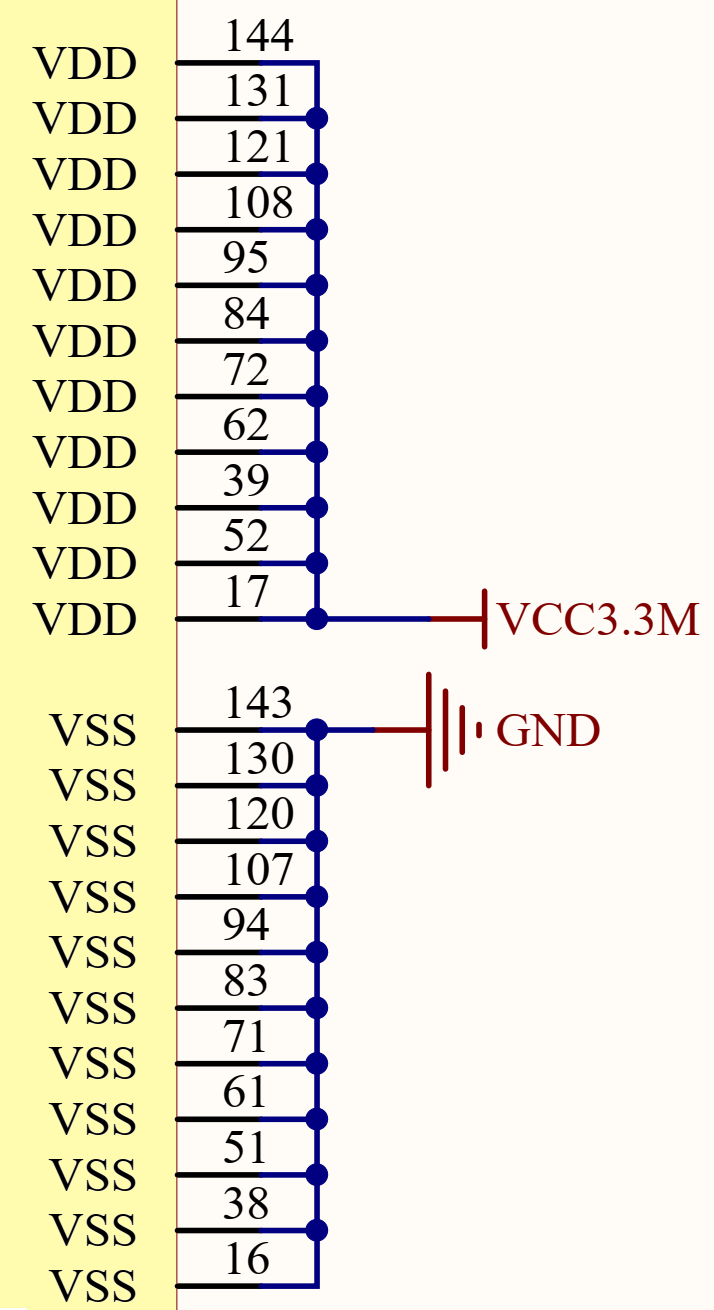 144
VDD
131
VDD
121
VDD
108
VDD
95
VDD
84
VDD
72
VDD
62
VDD
39
VDD
52
VDD
17
VDD VCC3.3M
143
VSS GND
130
VSS
120
VSS
107
VSS
94
VSS
83
VSS
71
VSS
61
VSS
51
VSS
38
VSS
16
VSS